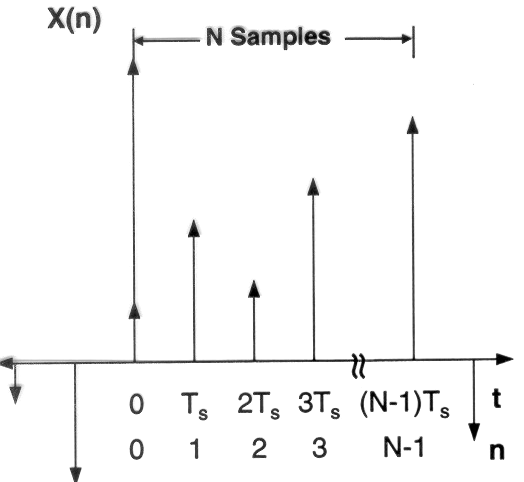 X(n)
N Samples
0 Tₛ 2Tₛ 3Tₛ (N-1)Tₛ t
0 1 2 3 N-1 n